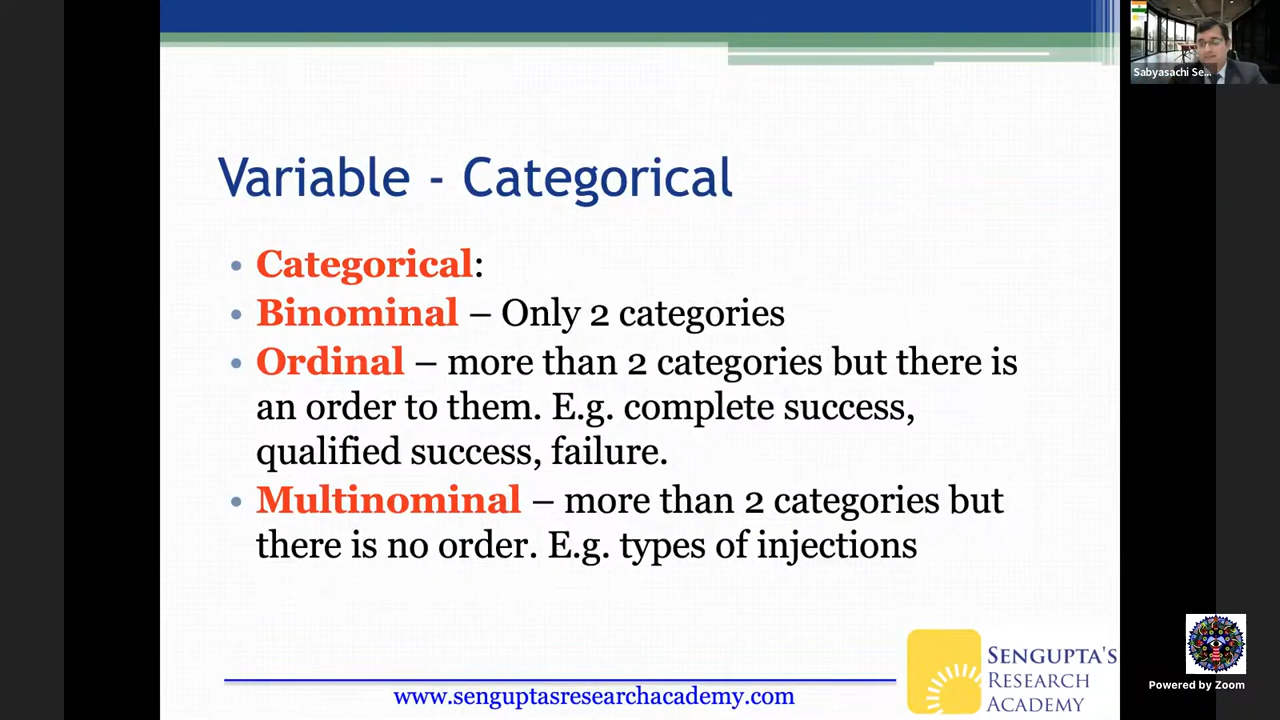 Sabyasachi Se...
Variable - Categorical
• Categorical:
• Binominal – Only 2 categories
• Ordinal – more than 2 categories but there is
an order to them. E.g. complete success,
qualified success, failure.
• Multinominal – more than 2 categories but
there is no order. E.g. types of injections
www.senguptasresearchacademy.com
SENGUPTA'S
RESEARCH
ACADEMY
Powered by Zoom